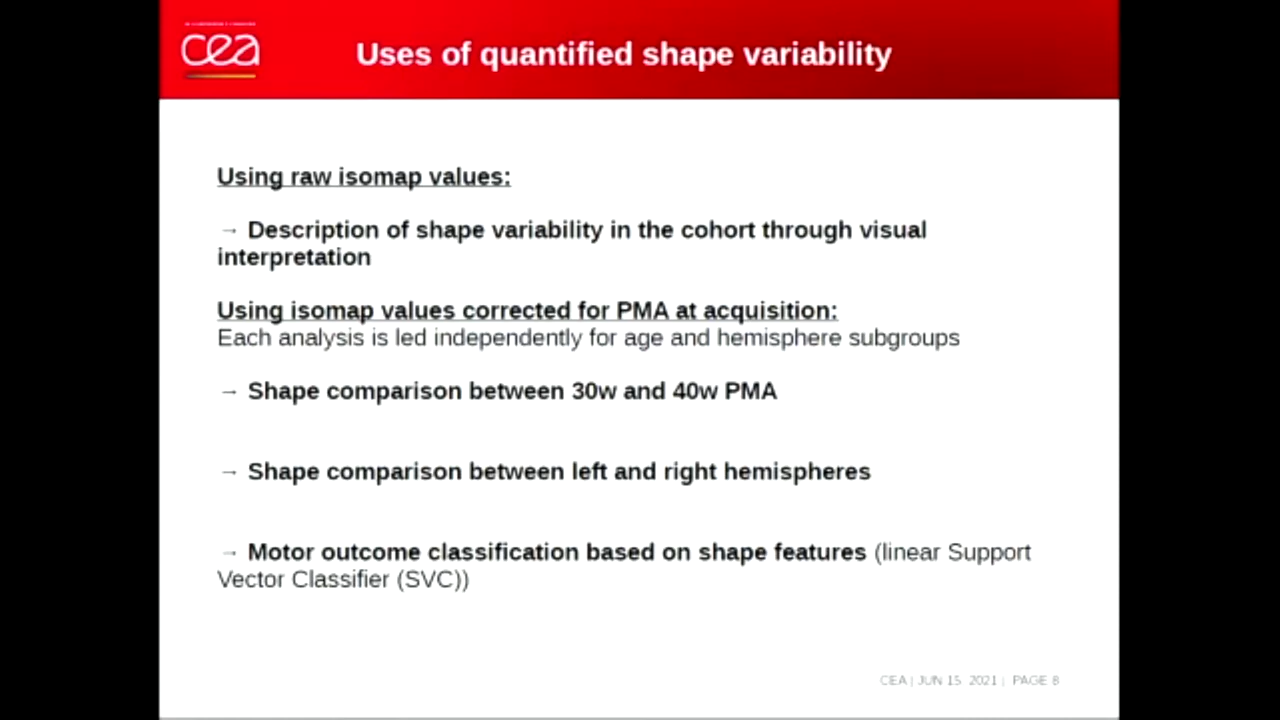 cea
Uses of quantified shape variability
Using raw isomap values:
→ Description of shape variability in the cohort through visual
interpretation
Using isomap values corrected for PMA at acquisition:
Each analysis is led independently for age and hemisphere subgroups
→ Shape comparison between 30w and 40w PMA
→ Shape comparison between left and right hemispheres
→ Motor outcome classification based on shape features (linear Support
Vector Classifier (SVC))
CEA | JUN 15 2021 | PAGE 8